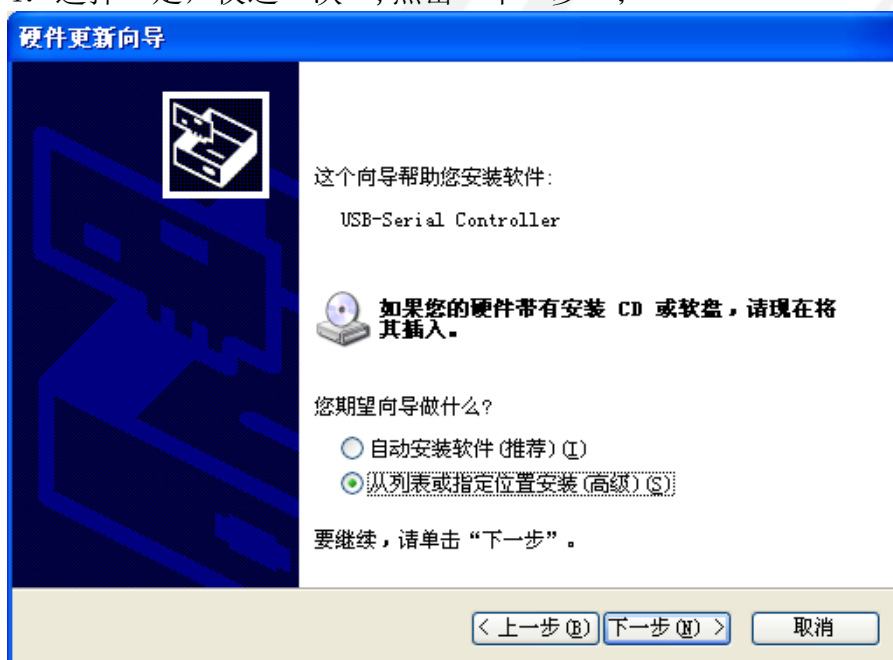 硬件更新向导
这个向导帮助您安装软件:
USB-Serial Controller
如果您的硬件带有安装 CD 或软盘，请现在将
其插入。
您期望向导做什么?
自动安装软件(推荐)(I)
从列表或指定位置安装(高级)(S)
要继续，请单击“下一步”。
< 上一步(B) 下一步(N) > 取消